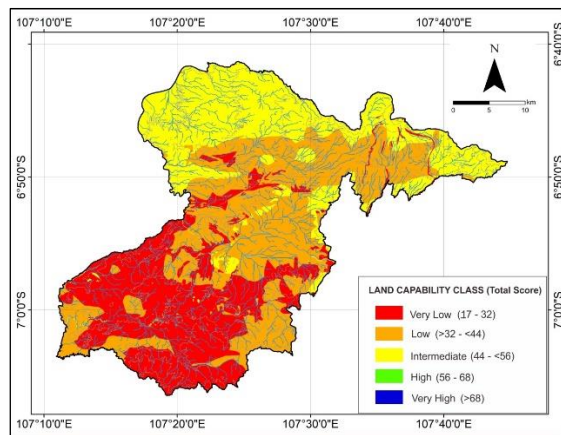 107°10'0"E 107°20'0"E 107°30'0"E 107°40'0"E
6°40'0"S 6°40'0"S
N
0 5 10 km
6°50'0"S 6°50'0"S
7°0'0"S 7°0'0"S
LAND CAPABILITY CLASS (Total Score)
Very Low (17 - 32)
Low (>32 - <44)
Intermediate (44 - <56)
High (56 - 68)
Very High (>68)
107°10'0"E 107°20'0"E 107°30'0"E 107°40'0"E